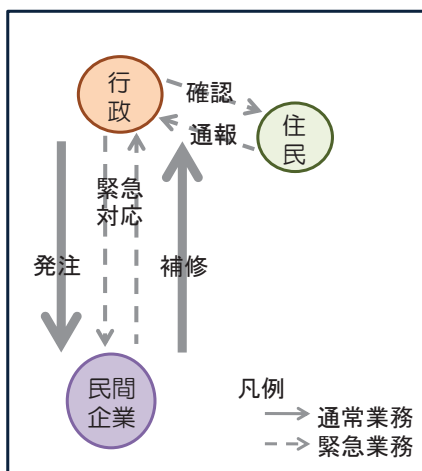 行
政
確認
通報
住
民
緊急
対応
発注
補修
民間
企業
凡例
通常業務
緊急業務